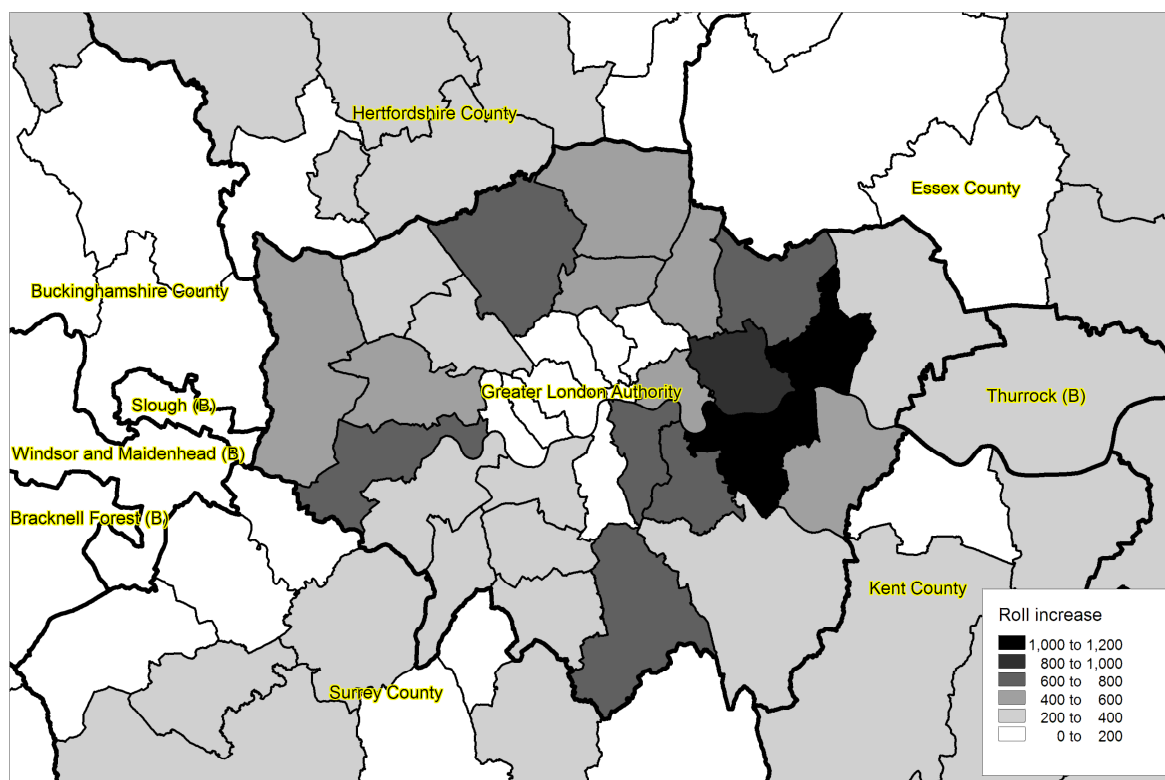 Hertfordshire County
Essex County
Buckinghamshire County
Greater London Authority
Thurrock (B)
Slough (B)
Windsor and Maidenhead (B)
Bracknell Forest (B)
Kent County
Surrey County
Roll increase
1,000 to 1,200
800 to 1,000
600 to 800
400 to 600
200 to 400
0 to 200